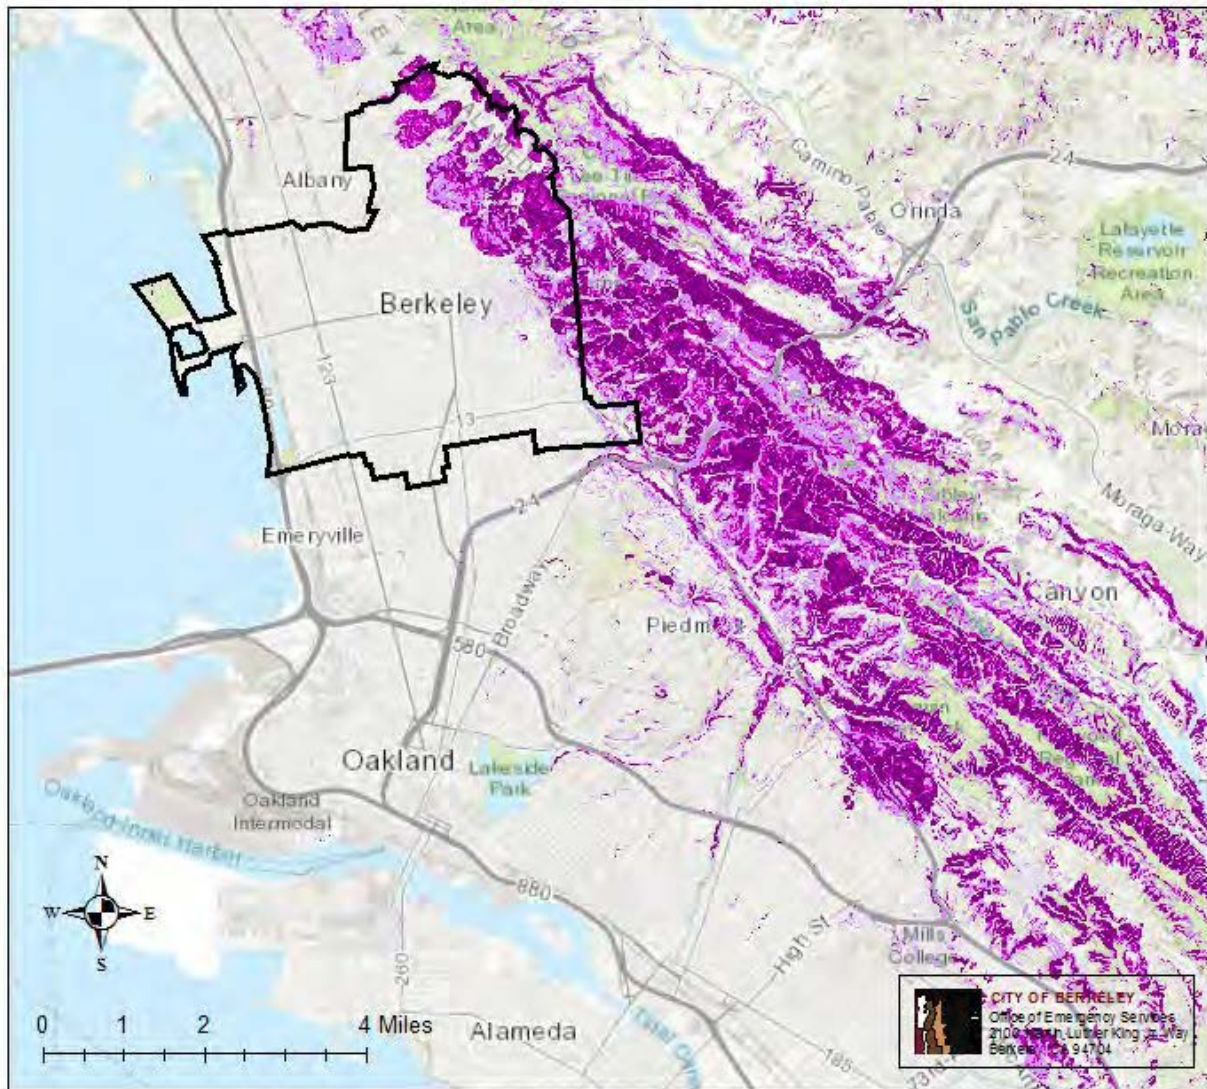 Area
Albany
24
Camino Pablo
Orinda
Lafayette
Reservoir
Recreation
Area
San Pablo Creek
Berkeley
123
80
13
24
Emeryville
Broadway
Moraga-Way
Canyon
580
Oakland
Lakeside
Park
Oakland
Intermodal
Oakland Inner Harbor
N
W
E
S
880
260
High St
Mills
College
0 1 2 4 Miles
Alameda
185
CITY OF BERKELEY
Office of Emergency Services
Berkeley CA 94704